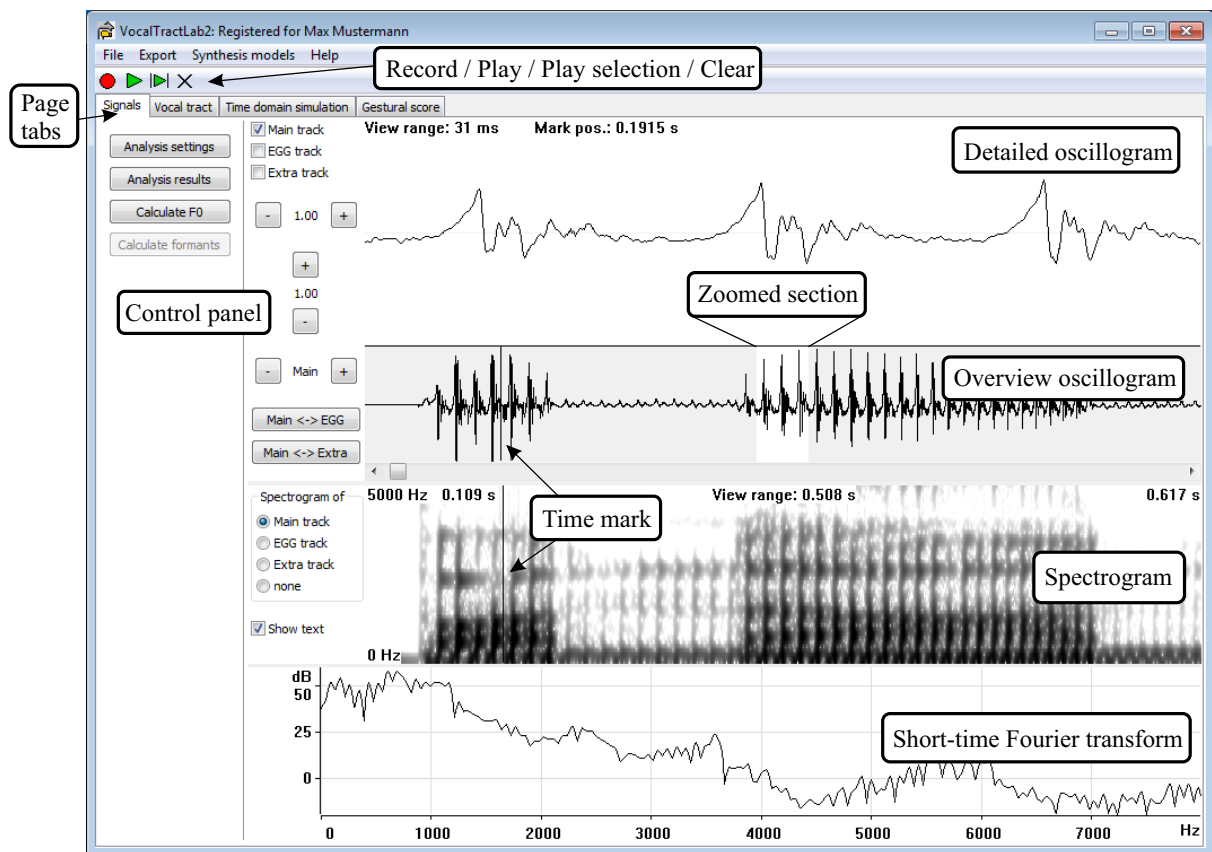 VocalTractLab2: Registered for Max Mustermann
File Export Synthesis models Help
Record / Play / Play selection / Clear
Page
tabs
Signals Vocal tract Time domain simulation Gestural score
Analysis settings
Analysis results
Calculate F0
Calculate formants
Control panel
Main track
EGG track
Extra track
- 1.00 +
+
1.00
-
- Main +
Main <-> EGG
Main <-> Extra
View range: 31 ms Mark pos.: 0.1915 s
Detailed oscillogram
Zoomed section
Overview oscillogram
Spectrogram of
Main track
EGG track
Extra track
none
Show text
5000 Hz 0.109 s View range: 0.508 s 0.617 s
Time mark
Spectrogram
0 Hz
dB
50
25
0
Short-time Fourier transform
0 1000 2000 3000 4000 5000 6000 7000 Hz